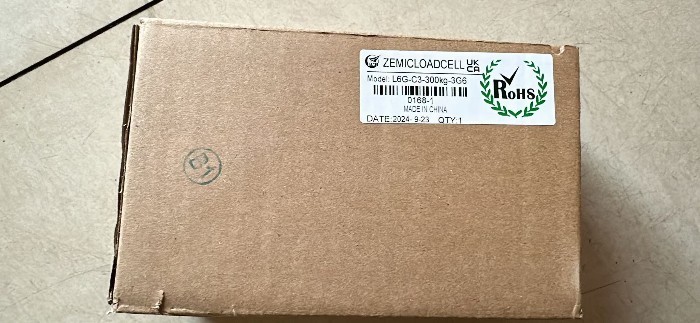 ZEMICLOADCELL UK
CA
Model: L6G-C3-300kg-3G6
0168-1
MADE IN CHINA
DATE:2024- 9-23 QTY:1
RoHS
B1